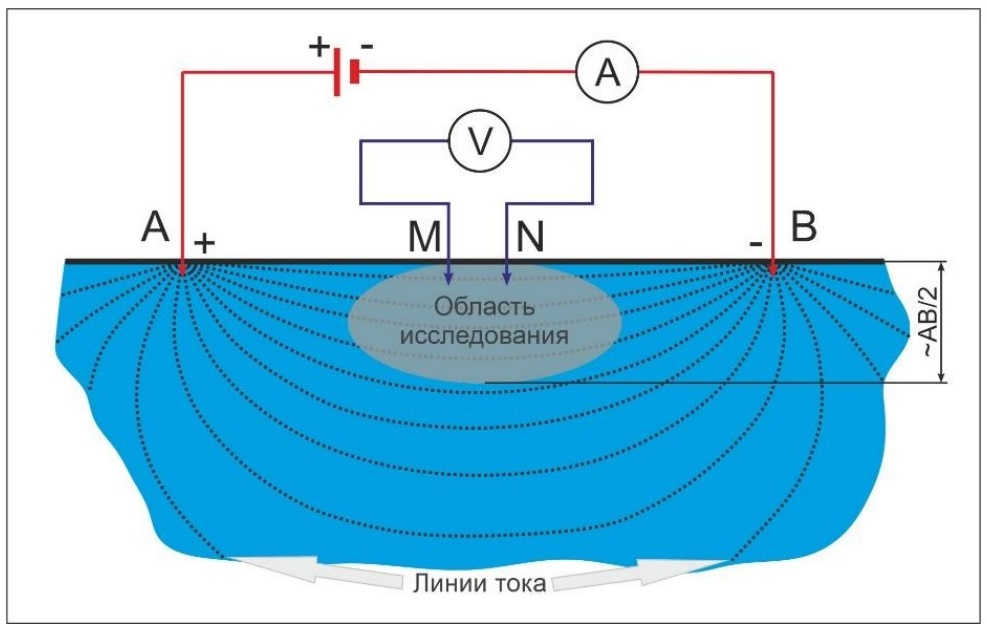 + -
A
V
A + M N - B
Область
исследования
~AB/2
Линии тока